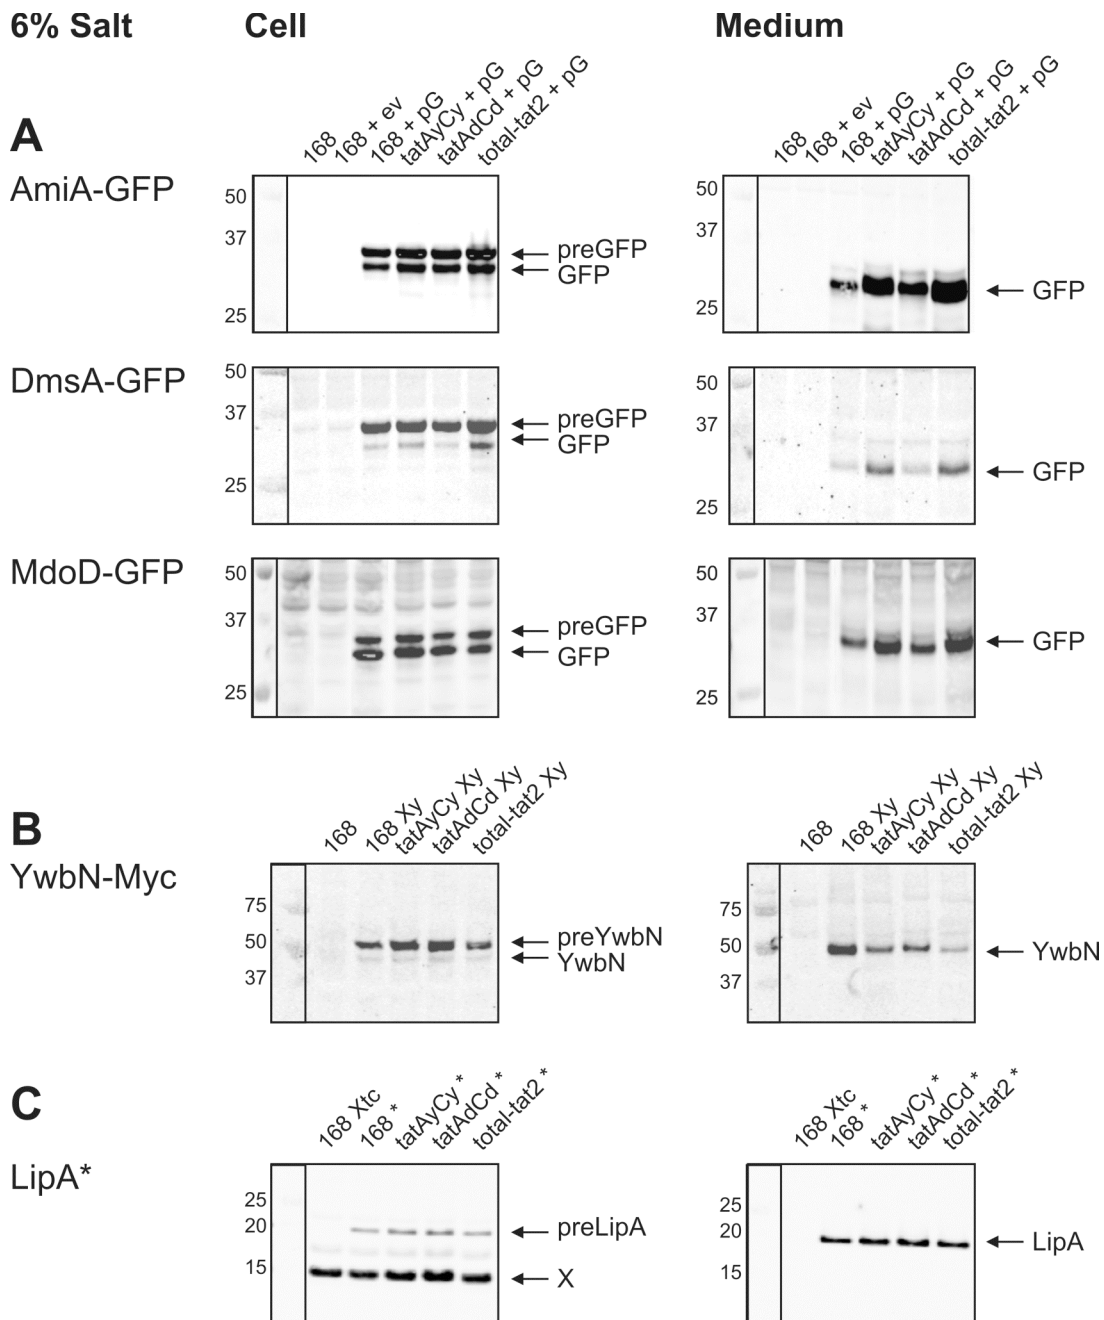 6% Salt
Cell
Medium
A
168
168 + ev
168 + pG
tatAyCy + pG
tatAdCd + pG
total-tat2 + pG
168
168 + ev
168 + pG
tatAyCy + pG
tatAdCd + pG
total-tat2 + pG
AmiA-GFP
50
37
25
preGFP
GFP
50
37
25
GFP
DmsA-GFP
50
37
25
preGFP
GFP
50
37
25
GFP
MdoD-GFP
50
37
25
preGFP
GFP
50
37
25
GFP
B
168
168 Xy
tatAyCy Xy
tatAdCd Xy
total-tat2 Xy
168
168 Xy
tatAyCy Xy
tatAdCd Xy
total-tat2 Xy
YwbN-Myc
75
50
37
preYwbN
YwbN
75
50
37
YwbN
C
168 Xtc
168 *
tatAyCy *
tatAdCd *
total-tat2 *
168 Xtc
168 *
tatAyCy *
tatAdCd *
total-tat2 *
LipA*
25
20
15
preLipA
X
25
20
15
LipA